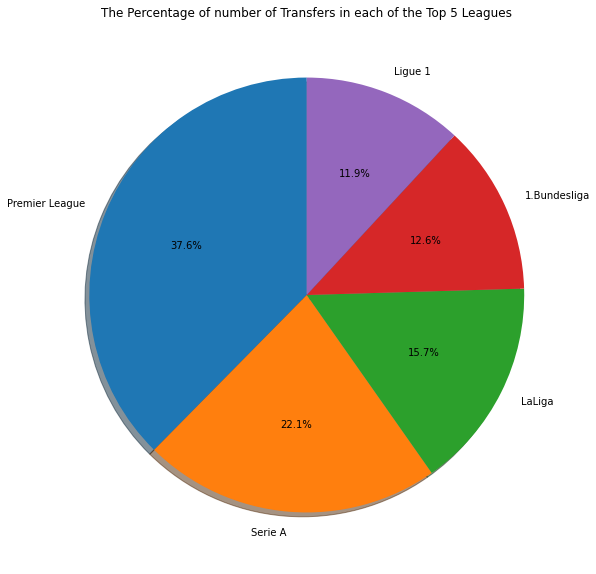 The Percentage of number of Transfers in each of the Top 5 Leagues
Ligue 1
11.9%
1.Bundesliga
12.6%
Premier League
37.6%
15.7%
LaLiga
22.1%
Serie A